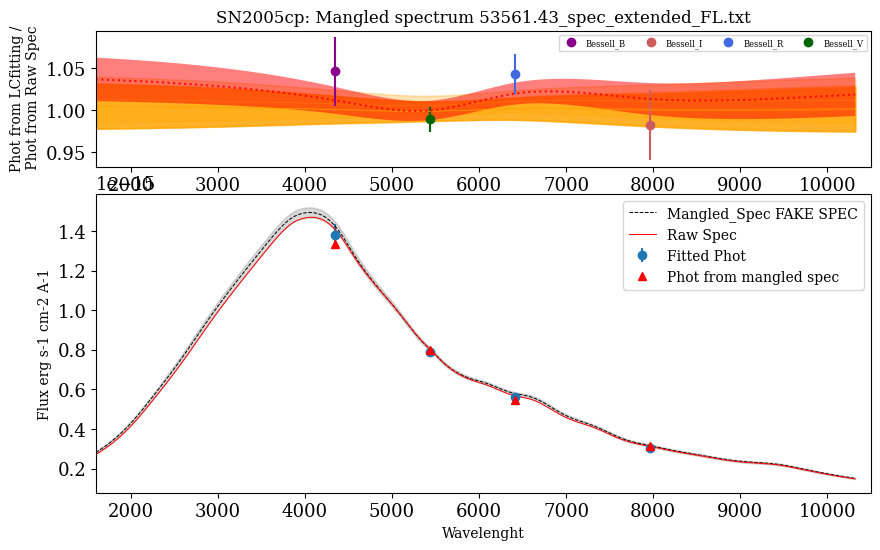 SN2005cp: Mangled spectrum 53561.43_spec_extended_FL.txt
Phot from LCfitting /
Phot from Raw Spec
Bessell_B Bessell_I Bessell_R Bessell_V
1.05
1.00
0.95
2000 3000 4000 5000 6000 7000 8000 9000 10000
1e−15
Flux erg s-1 cm-2 A-1
Mangled_Spec FAKE SPEC
Raw Spec
Fitted Phot
Phot from mangled spec
1.4
1.2
1.0
0.8
0.6
0.4
0.2
2000 3000 4000 5000 6000 7000 8000 9000 10000
Wavelenght